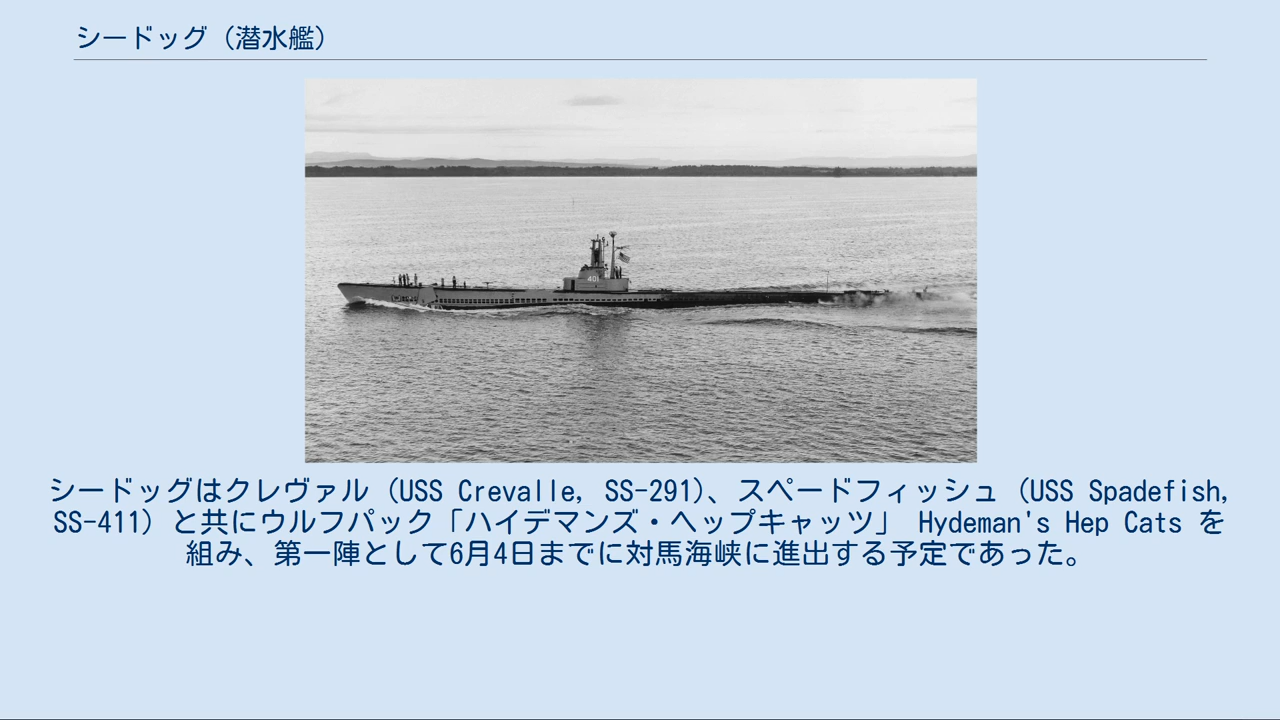 シードッグ（潜水艦）
401
シードッグはクレヴァル（USS Crevalle, SS-291）、スペードフィッシュ（USS Spadefish,
SS-411）と共にウルフパック「ハイデマンズ・ヘップキャッツ」 Hydeman's Hep Cats を
組み、第一陣として6月4日までに対馬海峡に進出する予定であった。